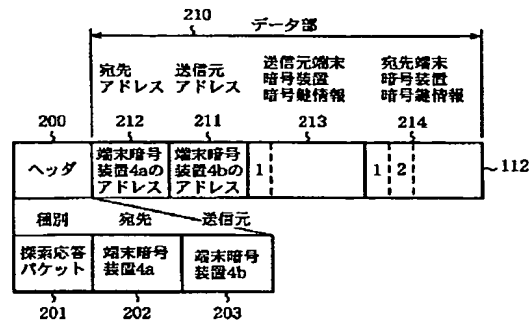 210
データ部
宛先
アドレス
送信元
アドレス
送信元端末
暗号装置
暗号鍵情報
宛先端末
暗号装置
暗号鍵情報
200
212
211
213
214
ヘッダ
端末暗号
装置4aの
アドレス
端末暗号
装置4bの
アドレス
1
1
2
112
種別
宛先
送信元
探索応答
パケット
端末暗号
装置4a
端末暗号
装置4b
201
202
203